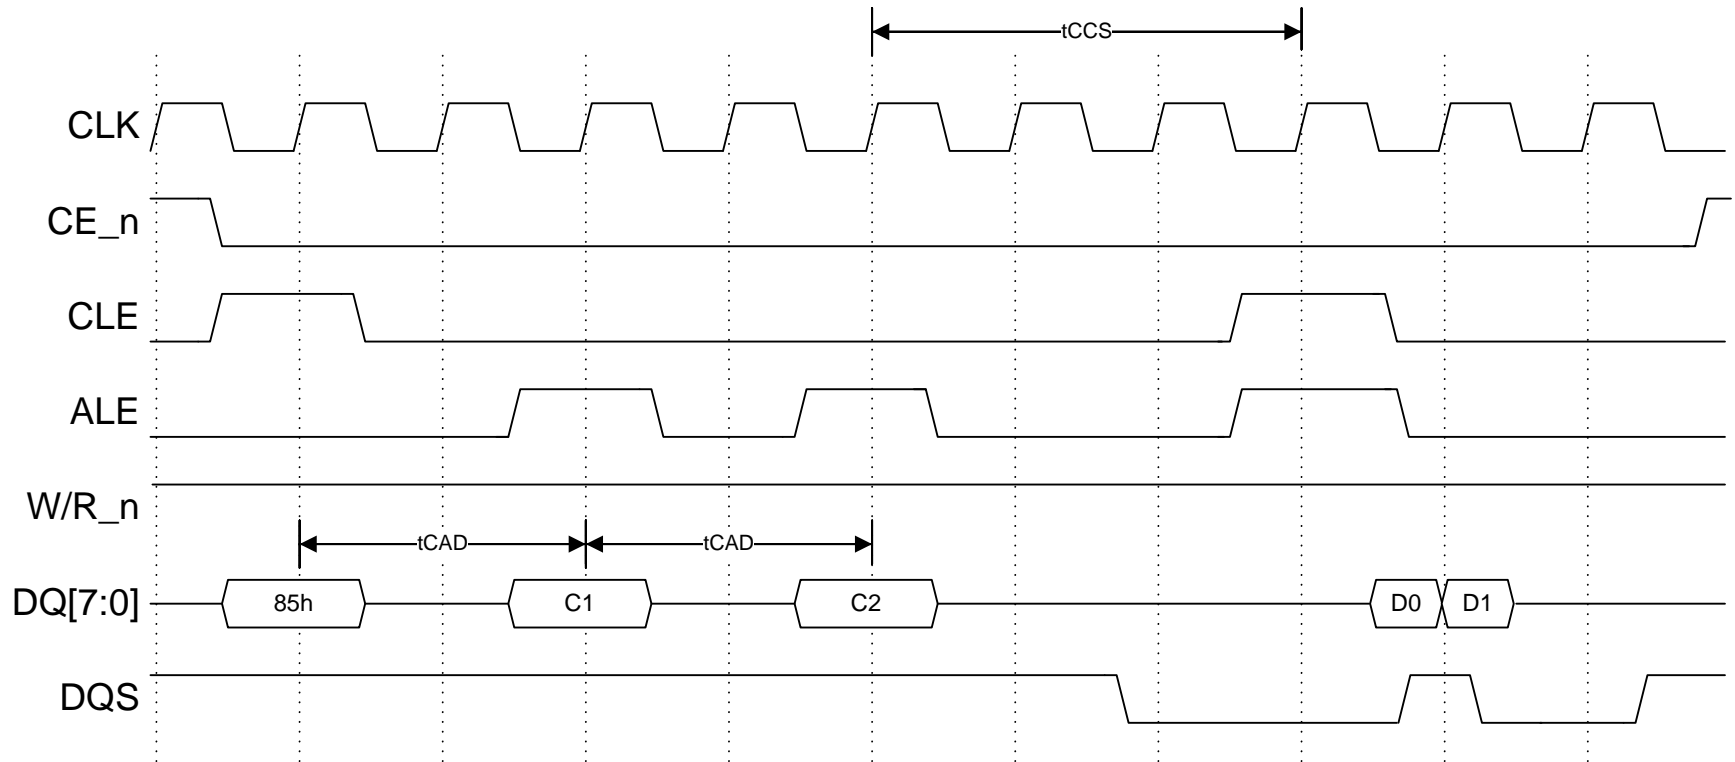 tCCS
CLK
CE_n
CLE
ALE
W/R_n
tCAD tCAD
DQ[7:0] 85h C1 C2 D0 D1
DQS